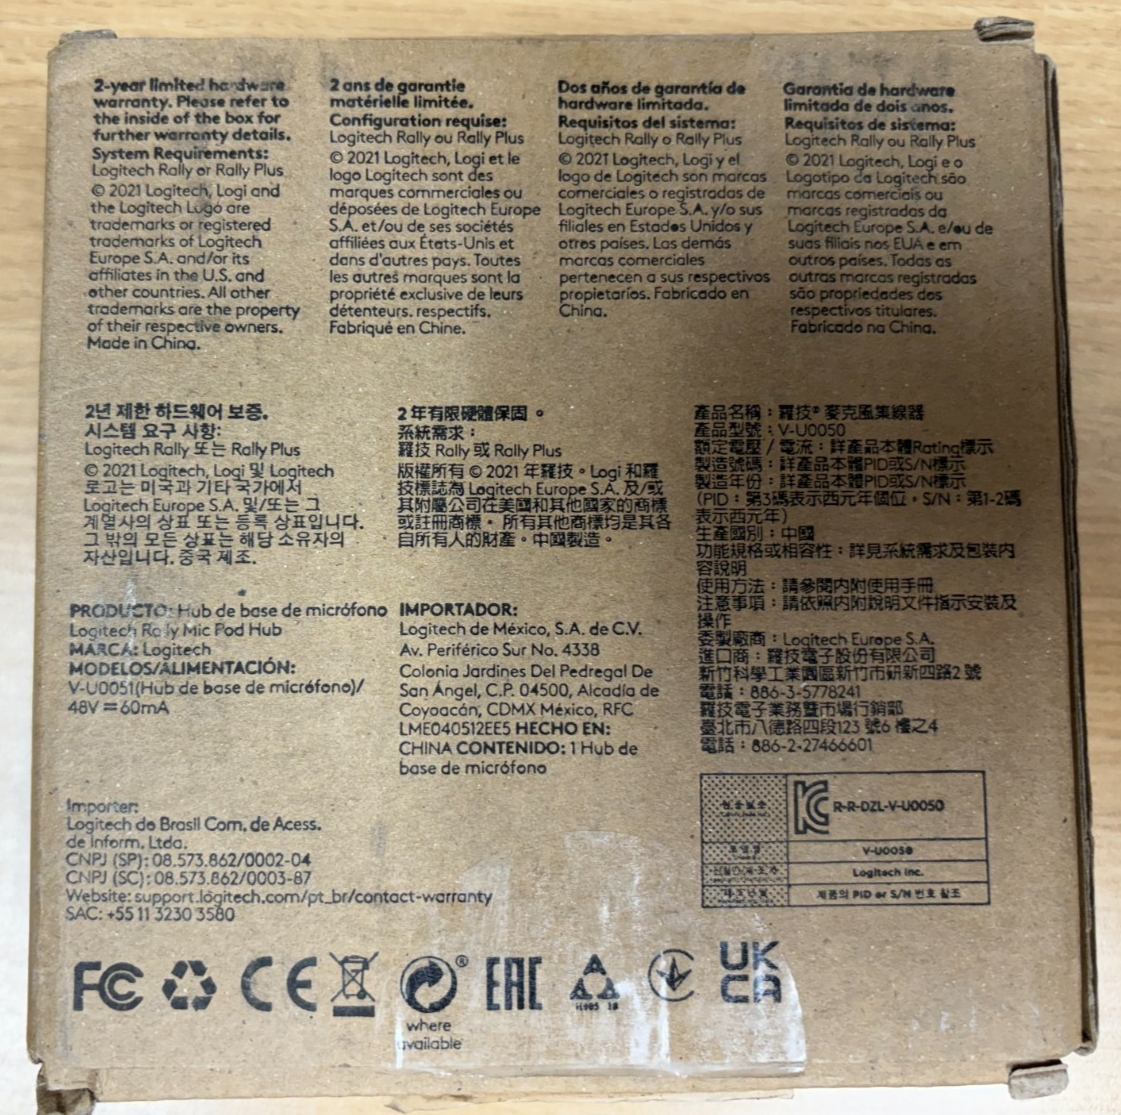 2-year limited hardware
warranty. Please refer to
the inside of the box for
further warranty details.
System Requirements:
Logitech Rally or Rally Plus
© 2021 Logitech, Logi and
the Logitech Logo are
trademarks or registered
trademarks of Logitech
Europe S.A. and/or its
affiliates in the U.S. and
other countries. All other
trademarks are the property
of their respective owners.
Made in China.
2 ans de garantie
matérielle limitée.
Configuration requise:
Logitech Rally ou Rally Plus
© 2021 Logitech, Logi et le
logo Logitech sont des
marques commerciales ou
déposées de Logitech Europe
S.A. et/ou de ses sociétés
affiliées aux États-Unis et
dans d'autres pays. Toutes
les autres marques sont la
propriété exclusive de leurs
détenteurs. respectifs.
Fabriqué en Chine.
Dos años de garantía de
hardware limitada.
Requisitos del sistema:
Logitech Rally o Rally Plus
© 2021 Logitech, Logi y el
logo de Logitech son marcas
comerciales o registradas de
Logitech Europe S.A. y/o sus
filiales en Estados Unidos y
otros países. Las demás
marcas comerciales
pertenecen a sus respectivos
propietarios. Fabricado en
China.
Garantia de hardware
limitada de dois anos.
Requisitos de sistema:
Logitech Rally ou Rally Plus
© 2021 Logitech, Logi e o
Logotipo da Logitech são
marcas comerciais ou
marcas registradas da
Logitech Europe S.A. e/ou de
suas filiais nos EUA e em
outros países. Todas as
outras marcas registradas
são propriedades dos
respectivos titulares.
Fabricado na China.
2년 제한 하드웨어 보증.
시스템 요구 사항:
Logitech Rally 또는 Rally Plus
© 2021 Logitech, Logi 및 Logitech
로고는 미국과 기타 국가에서
Logitech Europe S.A. 및/또는 그
계열사의 상표 또는 등록 상표입니다.
그 밖의 모든 상표는 해당 소유자의
자산입니다. 중국 제조.
2 年有限硬體保固。
系統需求：
羅技 Rally 或 Rally Plus
版權所有 © 2021 年羅技。Logi 和羅
技標誌為 Logitech Europe S.A. 及/或
其附屬公司在美國和其他國家的商標
或註冊商標。 所有其他商標均是其各
自所有人的財產。中國製造。
產品名稱：羅技® 麥克風集線器
產品型號：V-U0050
額定電壓 / 電流：詳產品本體Rating標示
製造號碼：詳產品本體PID或S/N標示
製造年份：詳產品本體PID或S/N標示
(PID：第3碼表示西元年個位，S/N：第1-2碼
表示西元年)
生產國別：中國
功能規格或相容性：詳見系統需求及包裝內
容說明
使用方法：請參閱內附使用手冊
注意事項：請依照內附說明文件指示安裝及
操作
委製廠商：Logitech Europe S.A.
進口商：羅技電子股份有限公司
新竹科學工業園區新竹市研新四路2 號
電話：886-3-5778241
羅技電子業務暨市場行銷部
臺北市八德路四段123 號6 樓之4
電話：886-2-27466601
PRODUCTO: Hub de base de micrófono
Logitech Rally Mic Pod Hub
MARCA: Logitech
MODELOS/ALIMENTACIÓN:
V-U0051(Hub de base de micrófono)/
48V ⎓ 60mA
IMPORTADOR:
Logitech de México, S.A. de C.V.
Av. Periférico Sur No. 4338
Colonia Jardines Del Pedregal De
San Ángel, C.P. 04500, Alcadía de
Coyoacán, CDMX México, RFC
LME040512EE5 HECHO EN:
CHINA CONTENIDO: 1 Hub de
base de micrófono
R-R-DZL-V-U0050
모델명 V-U0050
Logitech Inc.
제품의 PID or S/N 번호 참조
Importer:
Logitech do Brasil Com. de Acess.
de Inform. Ltda.
CNPJ (SP): 08.573.862/0002-04
CNPJ (SC): 08.573.862/0003-87
Website: support.logitech.com/pt_br/contact-warranty
SAC: +55 11 3230 3580
FC CE ® EAC UK
CA
where
available